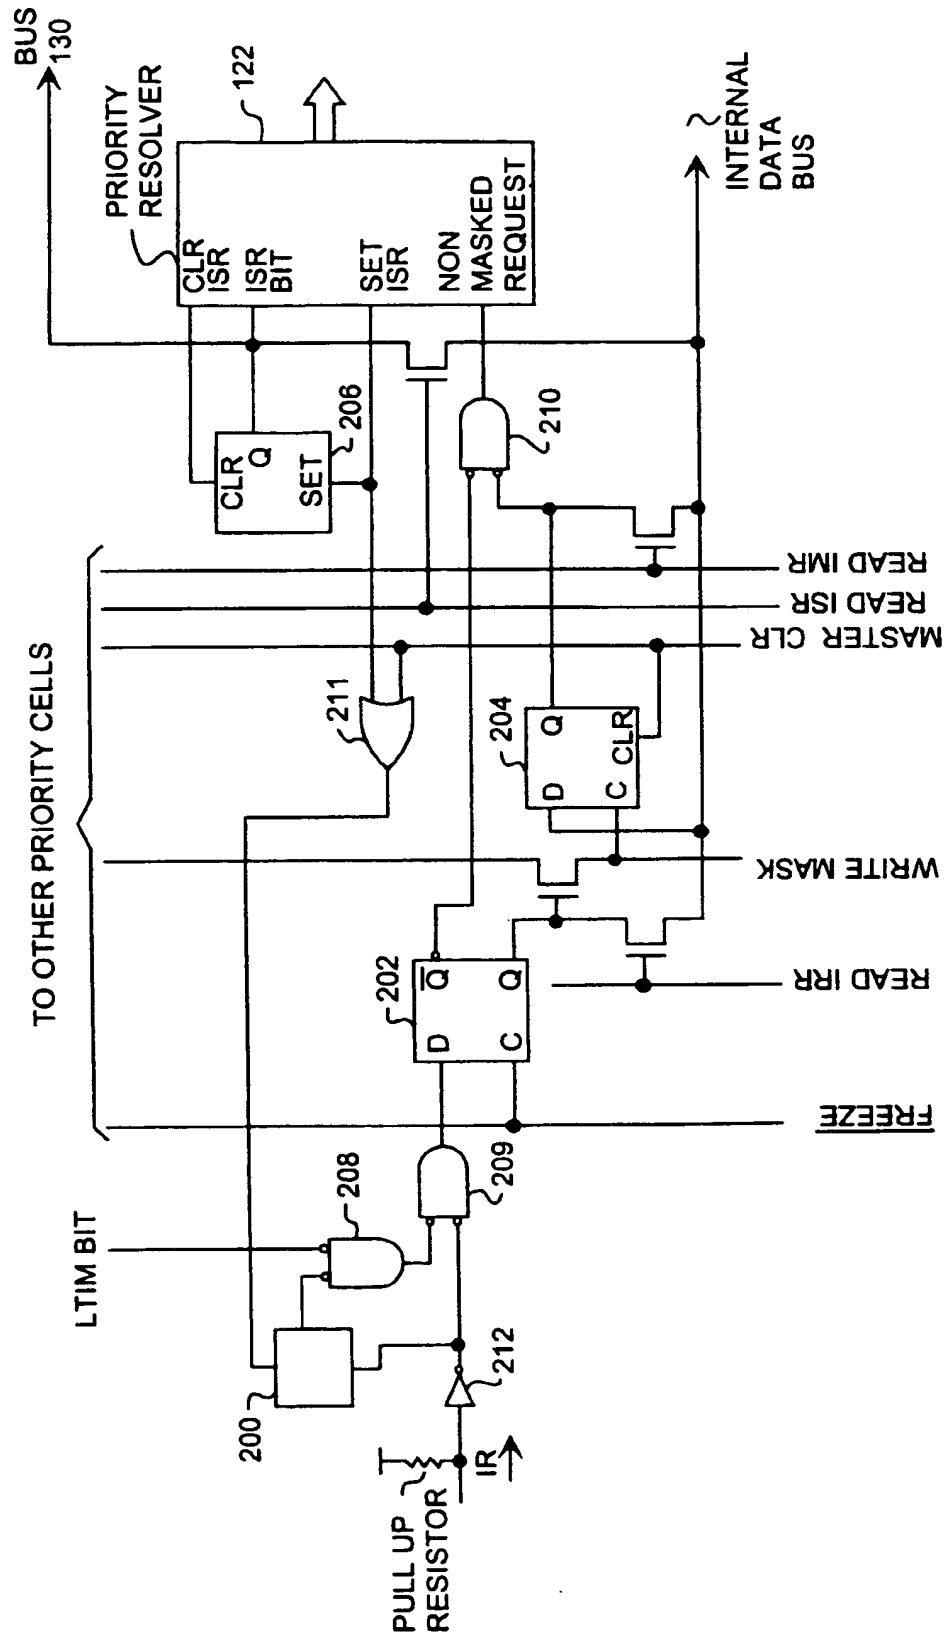 BUS
130
PRIORITY
RESOLVER
122
CLR
ISR
ISR
BIT
SET
ISR
NON
MASKED
REQUEST
INTERNAL
DATA
BUS
CLR
Q
SET
206
210
TO OTHER PRIORITY CELLS
211
204
D
Q
C
CLR
202
D
Q
C
Q
READ IMR
READ ISR
MASTER CLR
WRITE MASK
READ IRR
FREEZE
LTIM BIT
208
209
200
212
PULL UP
RESISTOR
IR